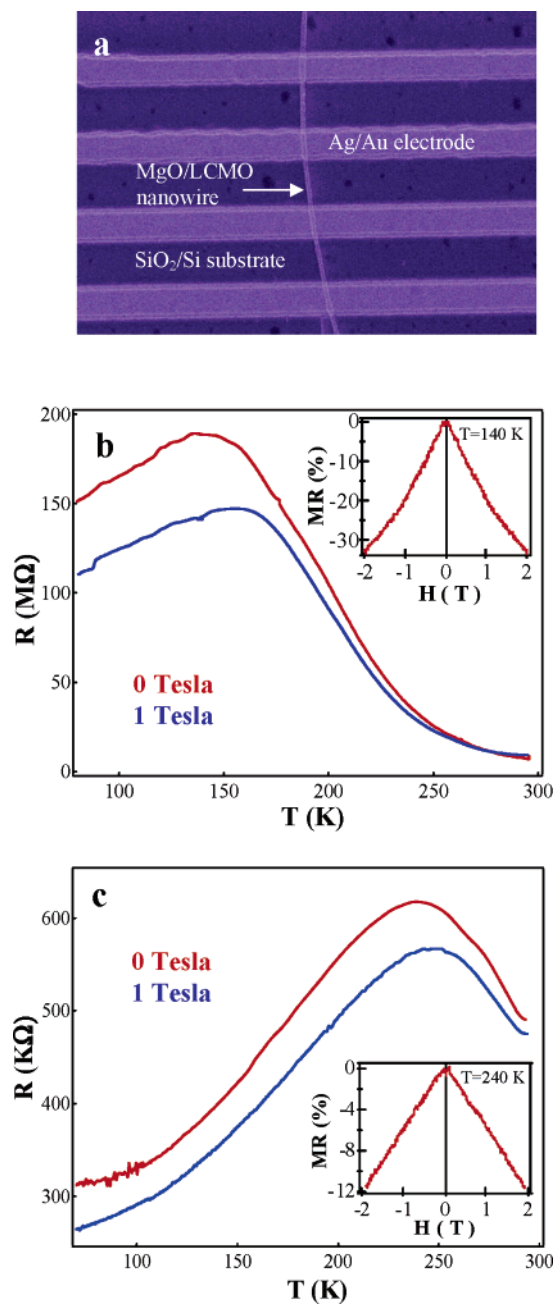 a
Ag/Au electrode
MgO/LCMO
nanowire
SiO₂/Si substrate
b
R (MΩ)
200
150
100
50
0
0 Tesla
1 Tesla
100
150
200
250
300
T (K)
T=140 K
MR (%)
0
-10
-20
-30
-2
-1
0
1
2
H ( T )
c
R (KΩ)
600
500
400
300
0 Tesla
1 Tesla
100
150
200
250
300
T (K)
T=240 K
MR (%)
0
-4
-8
-12
-2
-1
0
1
2
H ( T )